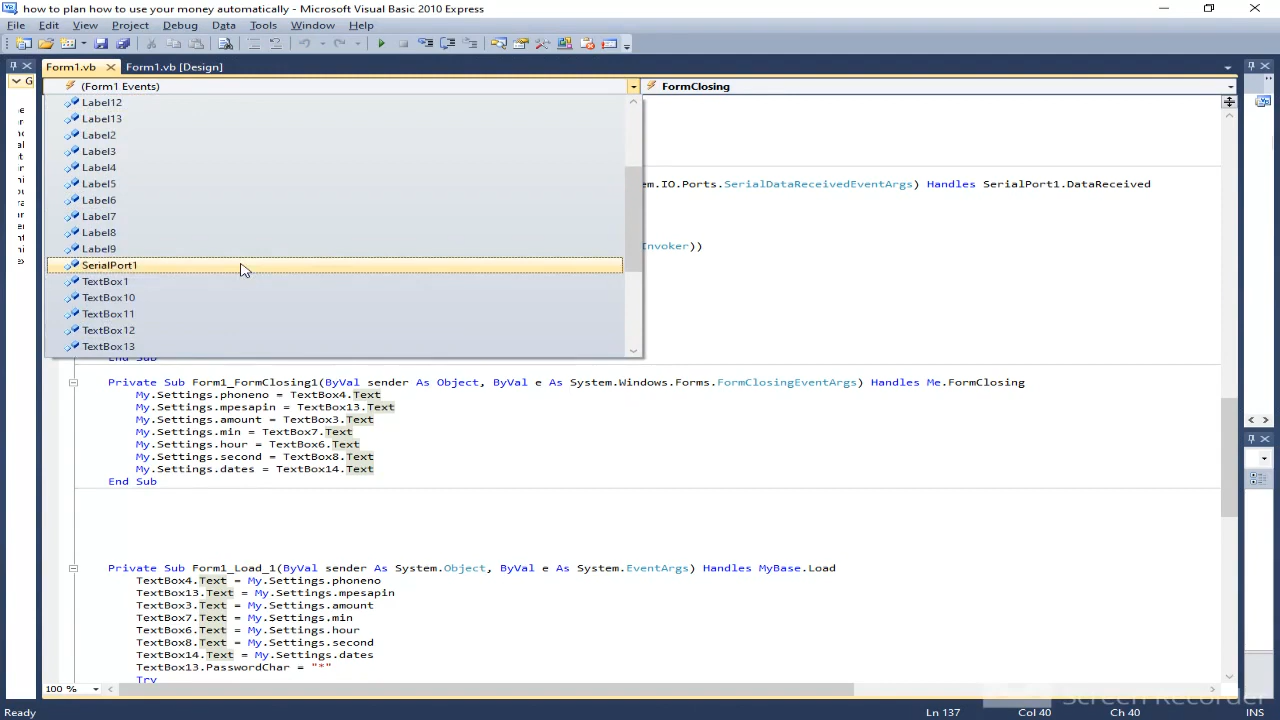 how to plan how to use your money automatically - Microsoft Visual Basic 2010 Express
File Edit View Project Debug Data Tools Window Help
Form1.vb Form1.vb [Design]
G
(Form1 Events) FormClosing
Label12
Label13
Label2
Label3
Label4
Label5
Label6
Label7
Label8
Label9
SerialPort1
TextBox1
TextBox10
TextBox11
TextBox12
TextBox13
em.IO.Ports.SerialDataReceivedEventArgs) Handles SerialPort1.DataReceived
Invoker))
End Sub
Private Sub Form1_FormClosing1(ByVal sender As Object, ByVal e As System.Windows.Forms.FormClosingEventArgs) Handles Me.FormClosing
My.Settings.phoneno = TextBox4.Text
My.Settings.mpesapin = TextBox13.Text
My.Settings.amount = TextBox3.Text
My.Settings.min = TextBox7.Text
My.Settings.hour = TextBox6.Text
My.Settings.second = TextBox8.Text
My.Settings.dates = TextBox14.Text
End Sub
Private Sub Form1_Load_1(ByVal sender As System.Object, ByVal e As System.EventArgs) Handles MyBase.Load
TextBox4.Text = My.Settings.phoneno
TextBox13.Text = My.Settings.mpesapin
TextBox3.Text = My.Settings.amount
TextBox7.Text = My.Settings.min
TextBox6.Text = My.Settings.hour
TextBox8.Text = My.Settings.second
TextBox14.Text = My.Settings.dates
TextBox13.PasswordChar = "*"
Try
100 %
Screen Recorder
Ready Ln 137 Col 40 Ch 40 INS